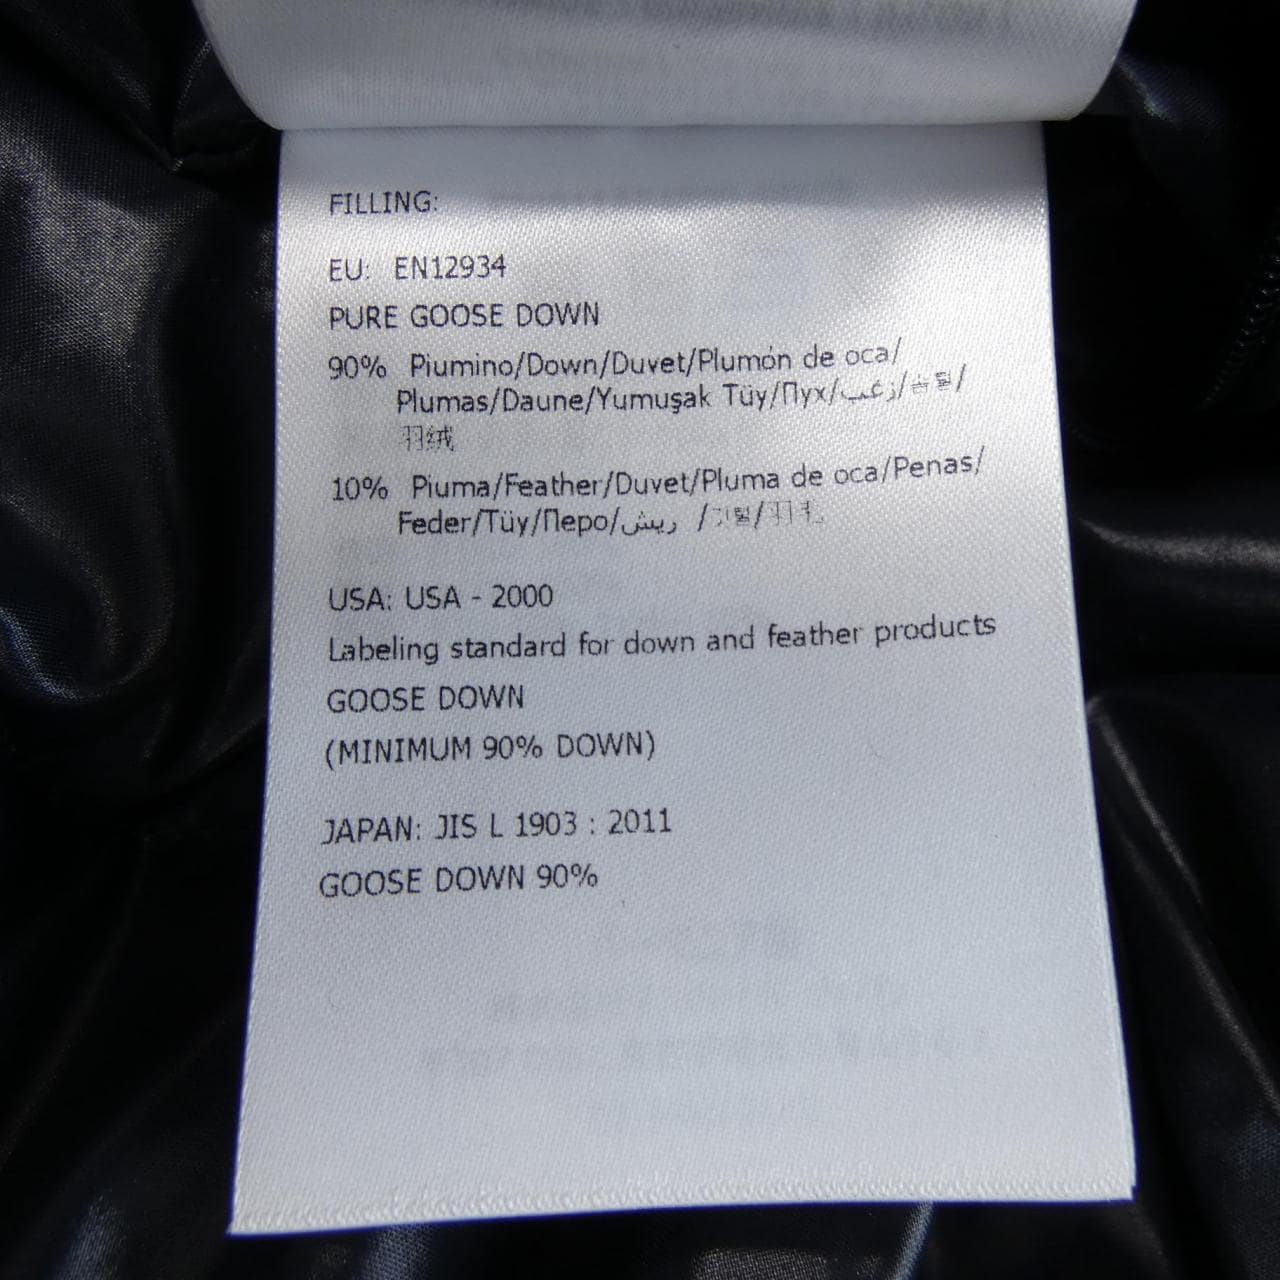 FILLING:
EU: EN12934
PURE GOOSE DOWN
90% Piumino/Down/Duvet/Plumón de oca/
Plumas/Daune/Yumuşak Tüy/Пух/زغب/솜털/
羽绒
10% Piuma/Feather/Duvet/Pluma de oca/Penas/
Feder/Tüy/Перо/ريش /깃털/羽毛
USA: USA - 2000
Labeling standard for down and feather products
GOOSE DOWN
(MINIMUM 90% DOWN)
JAPAN: JIS L 1903 : 2011
GOOSE DOWN 90%